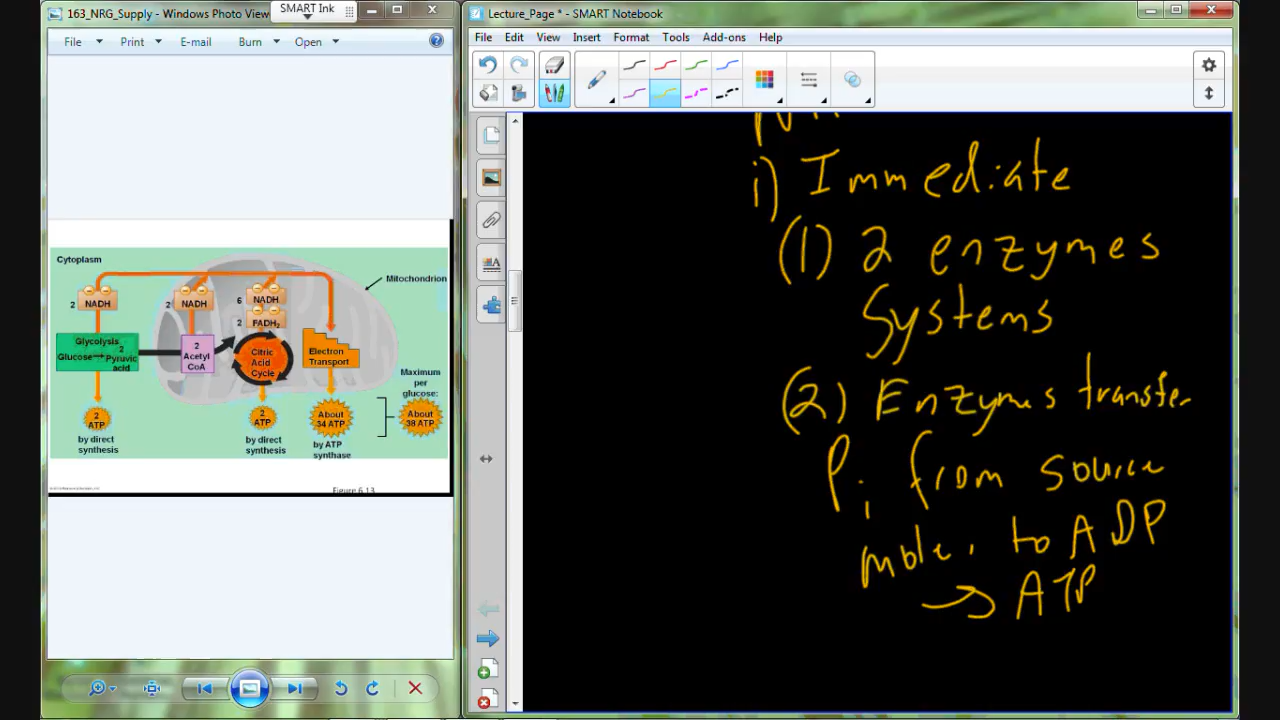 163_NRG_Supply - Windows Photo View
SMART Ink
File Print E-mail Burn Open
Cytoplasm
Mitochondrion
2 NADH
2 NADH
6 NADH
2 FADH₂
Glycolysis
Glucose→ 2 Pyruvic acid
2 Acetyl CoA
Citric Acid Cycle
Electron Transport
Maximum per glucose:
2 ATP
2 ATP
About 34 ATP
About 38 ATP
by direct synthesis
by direct synthesis
by ATP synthase
Figure 6.13
Lecture_Page * - SMART Notebook
File Edit View Insert Format Tools Add-ons Help
i) Immediate
(1) 2 enzymes
Systems
(2) Enzymes transfer
Pi from source
mole. to ADP
→ ATP